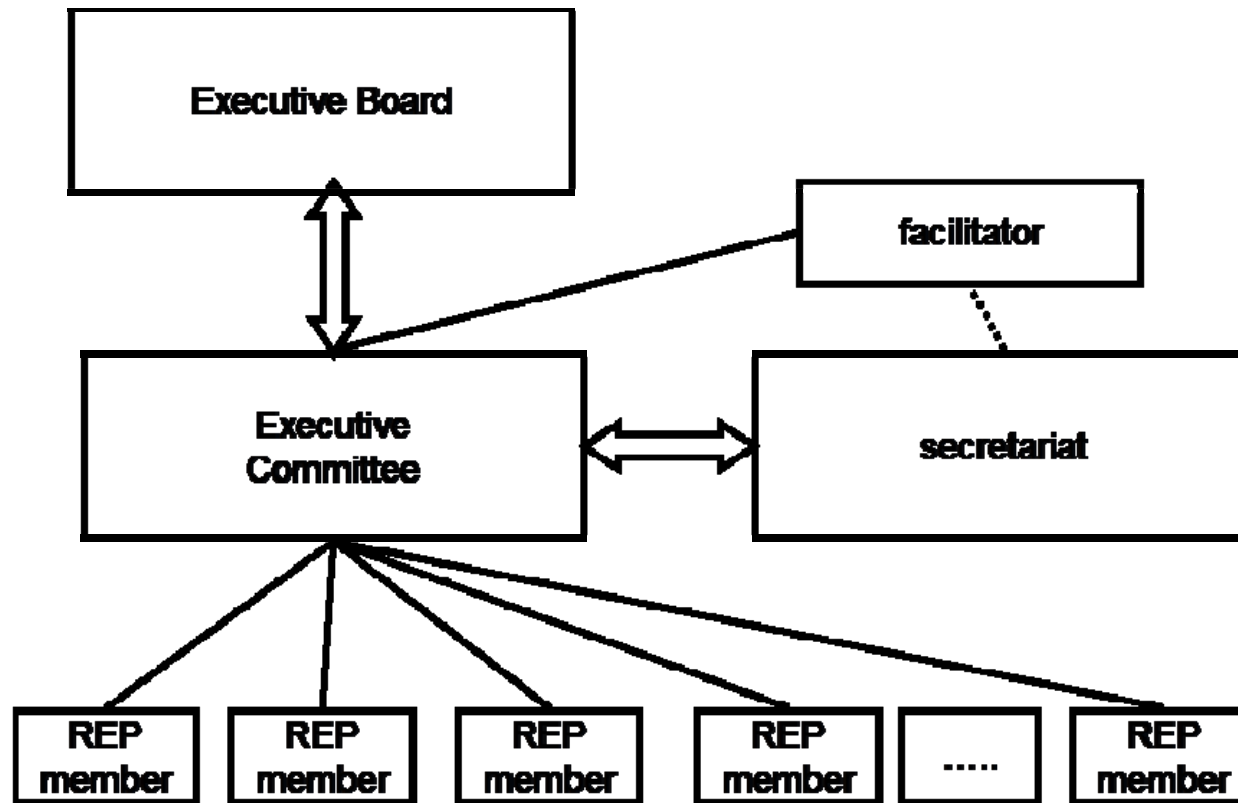 Executive Board
facilitator
Executive
Committee
secretariat
REP
member
REP
member
REP
member
REP
member
.....
REP
member